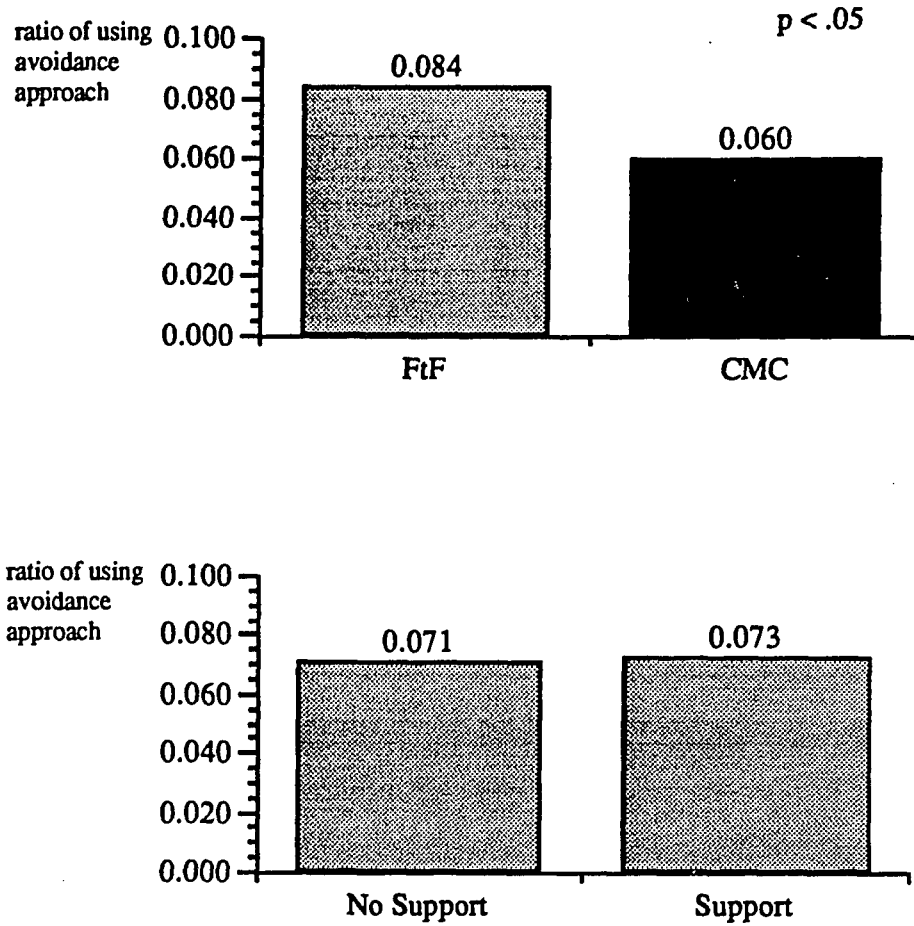 p < .05
ratio of using
avoidance
approach
0.100
0.080
0.060
0.040
0.020
0.000
0.084
0.060
FtF
CMC
ratio of using
avoidance
approach
0.100
0.080
0.060
0.040
0.020
0.000
0.071
0.073
No Support
Support